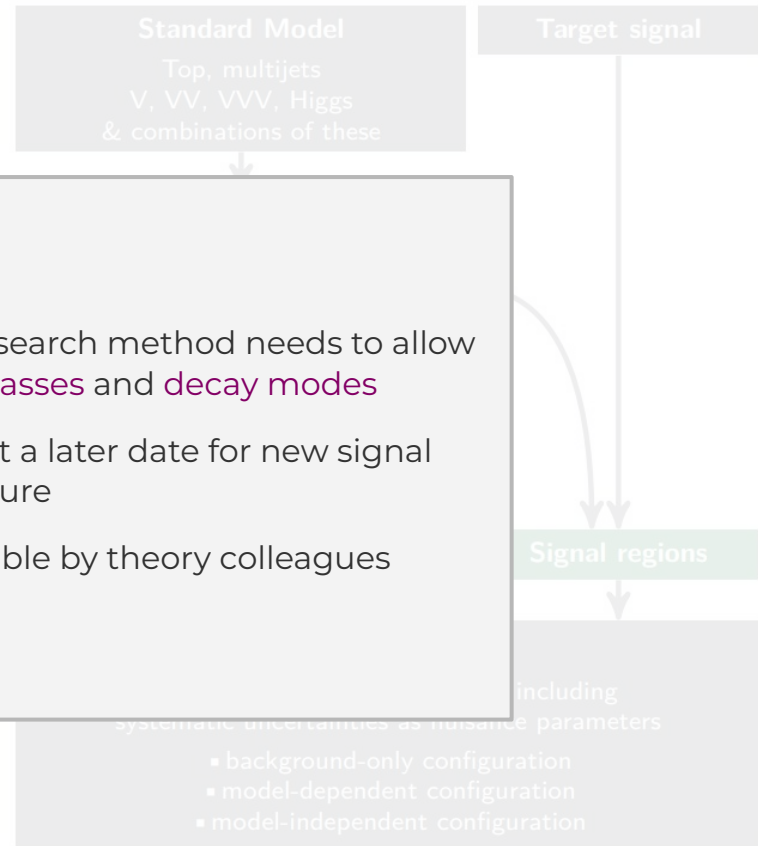 Standard Model
Target signal
Top, multijets
V, VV, VVV, Higgs
& combinations of these
search method needs to allow
asses and decay modes
t a later date for new signal
ure
ble by theory colleagues
Signal regions
including
systematic uncertainties as nuisance parameters
▪ background-only configuration
▪ model-dependent configuration
▪ model-independent configuration